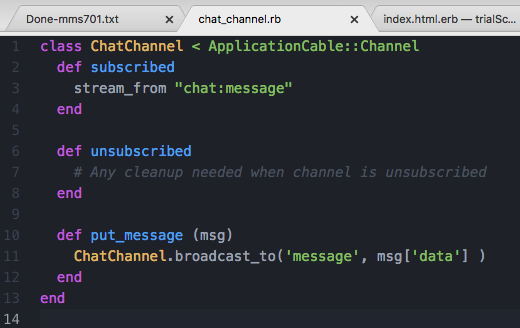 Done-mms701.txt
chat_channel.rb
index.html.erb — trialSc...
1 class ChatChannel < ApplicationCable::Channel
2   def subscribed
3     stream_from "chat:message"
4   end
5
6   def unsubscribed
7     # Any cleanup needed when channel is unsubscribed
8   end
9
10   def put_message (msg)
11     ChatChannel.broadcast_to('message', msg['data'] )
12   end
13 end
14